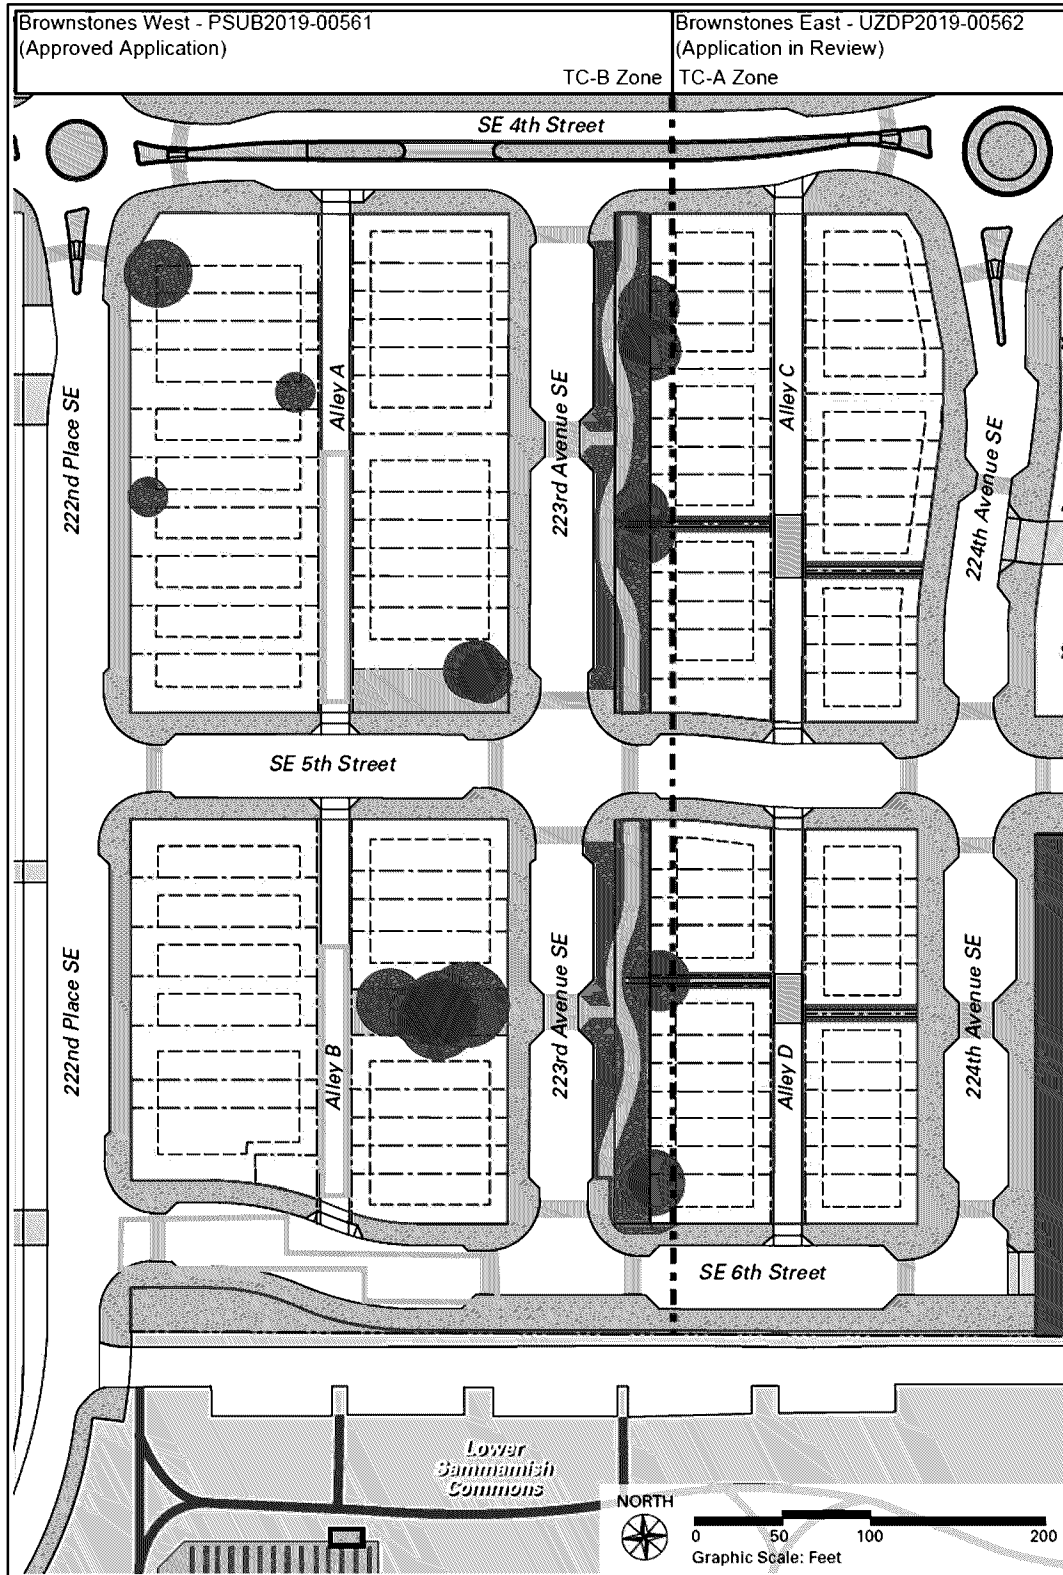 Brownstones West - PSUB2019-00561
(Approved Application)
Brownstones East - UZDP2019-00562
(Application in Review)
TC-B Zone
TC-A Zone
SE 4th Street
222nd Place SE
Alley A
223rd Avenue SE
Alley C
224th Avenue SE
SE 5th Street
222nd Place SE
Alley B
223rd Avenue SE
Alley D
224th Avenue SE
SE 6th Street
Lower
Sammamish
Commons
NORTH
0 50 100 200
Graphic Scale: Feet